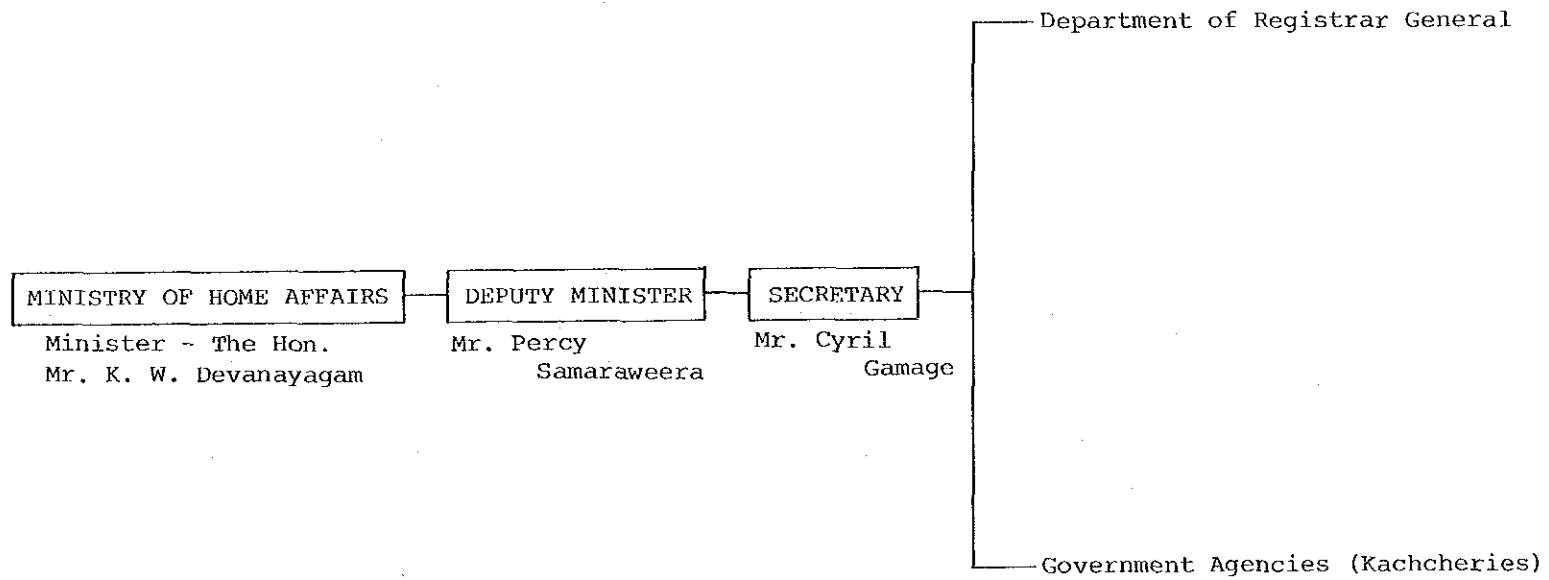 Department of Registrar General
MINISTRY OF HOME AFFAIRS
Minister - The Hon.
Mr. K. W. Devanayagam
DEPUTY MINISTER
Mr. Percy
Samaraweera
SECRETARY
Mr. Cyril
Gamage
Government Agencies (Kachcheries)